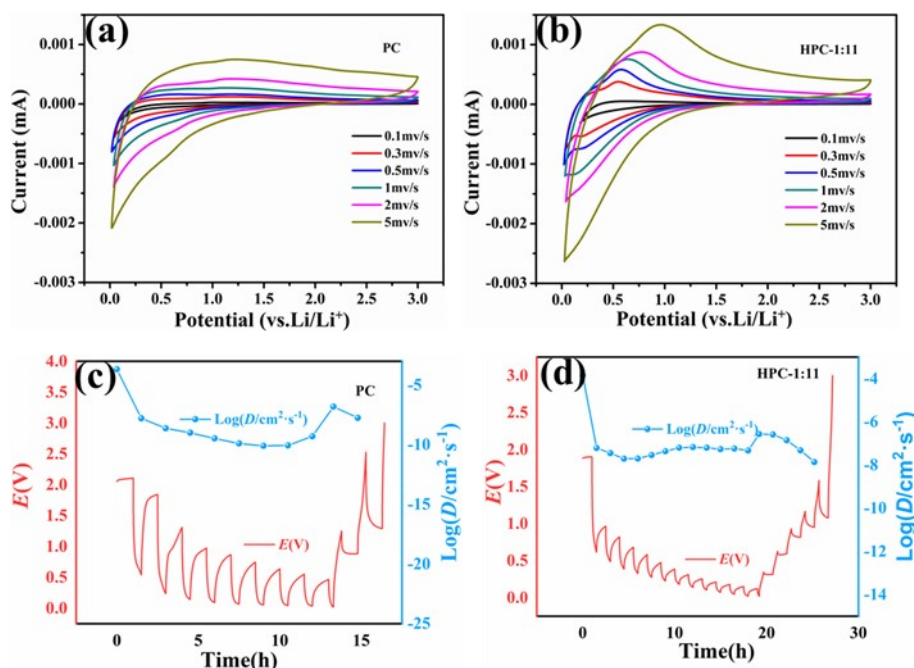 (a)
PC
0.001
0.000
-0.001
-0.002
-0.003
Current (mA)
0.1mv/s
0.3mv/s
0.5mv/s
1mv/s
2mv/s
5mv/s
0.0 0.5 1.0 1.5 2.0 2.5 3.0
Potential (vs.Li/Li⁺)
(b)
HPC-1:11
0.001
0.000
-0.001
-0.002
-0.003
Current (mA)
0.1mv/s
0.3mv/s
0.5mv/s
1mv/s
2mv/s
5mv/s
0.0 0.5 1.0 1.5 2.0 2.5 3.0
Potential (vs.Li/Li⁺)
(c)
PC
4.0
3.5
3.0
2.5
2.0
1.5
1.0
0.5
0.0
E(V)
Log(D/cm²·s⁻¹)
E(V)
-5
-10
-15
-20
-25
Log(D/cm²·s⁻¹)
0 5 10 15
Time(h)
(d)
HPC-1:11
3.0
2.5
2.0
1.5
1.0
0.5
0.0
E(V)
Log(D/cm²·s⁻¹)
E(V)
-4
-6
-8
-10
-12
-14
Log(D/cm²·s⁻¹)
0 10 20 30
Time(h)